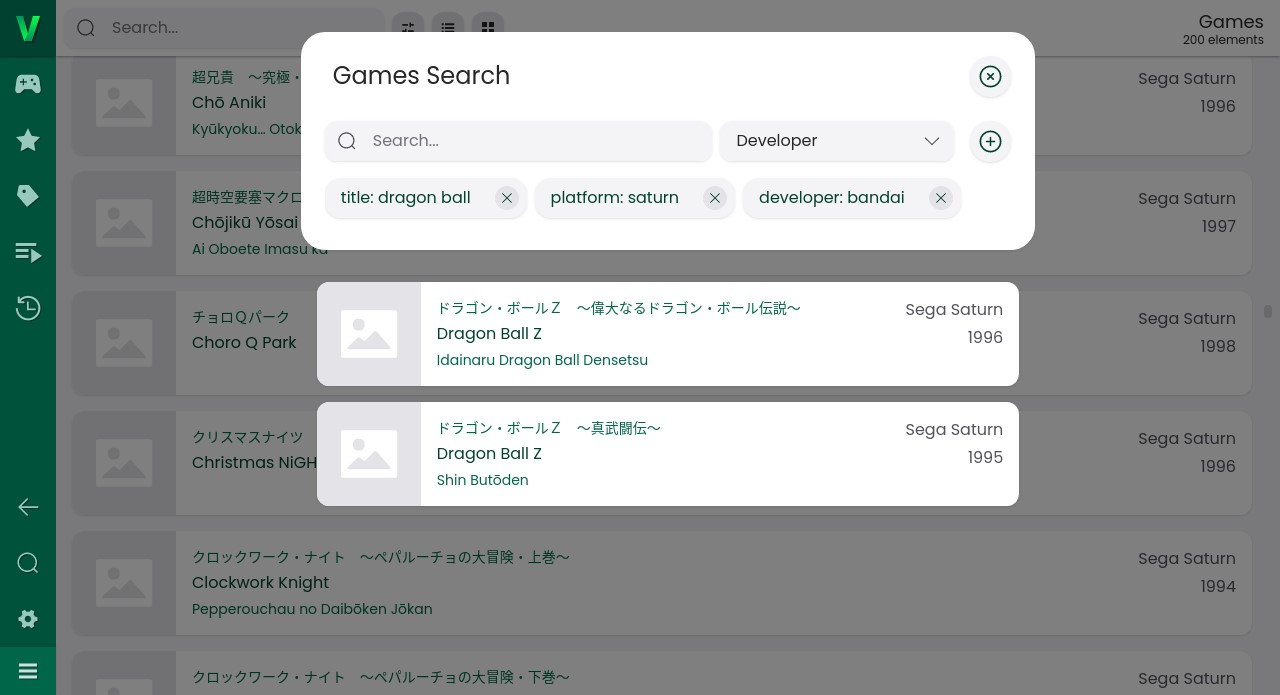 Search...
Games
200 elements
Games Search
Search...
Developer
title: dragon ball
platform: saturn
developer: bandai
ドラゴン・ボールＺ　〜偉大なるドラゴン・ボール伝説〜
Dragon Ball Z
Idainaru Dragon Ball Densetsu
Sega Saturn
1996
ドラゴン・ボールＺ　〜真武闘伝〜
Dragon Ball Z
Shin Butōden
Sega Saturn
1995
超兄貴　〜究極・
Chō Aniki
Kyūkyoku... Otok
Sega Saturn
1996
超時空要塞マクロ
Chōjikū Yōsai
Ai Oboete Imasu ka
Sega Saturn
1997
チョロＱパーク
Choro Q Park
Sega Saturn
1998
クリスマスナイツ
Christmas NiGH
Sega Saturn
1996
クロックワーク・ナイト　〜ペパルーチョの大冒険・上巻〜
Clockwork Knight
Pepperouchau no Daibōken Jōkan
Sega Saturn
1994
クロックワーク・ナイト　〜ペパルーチョの大冒険・下巻〜
Sega Saturn